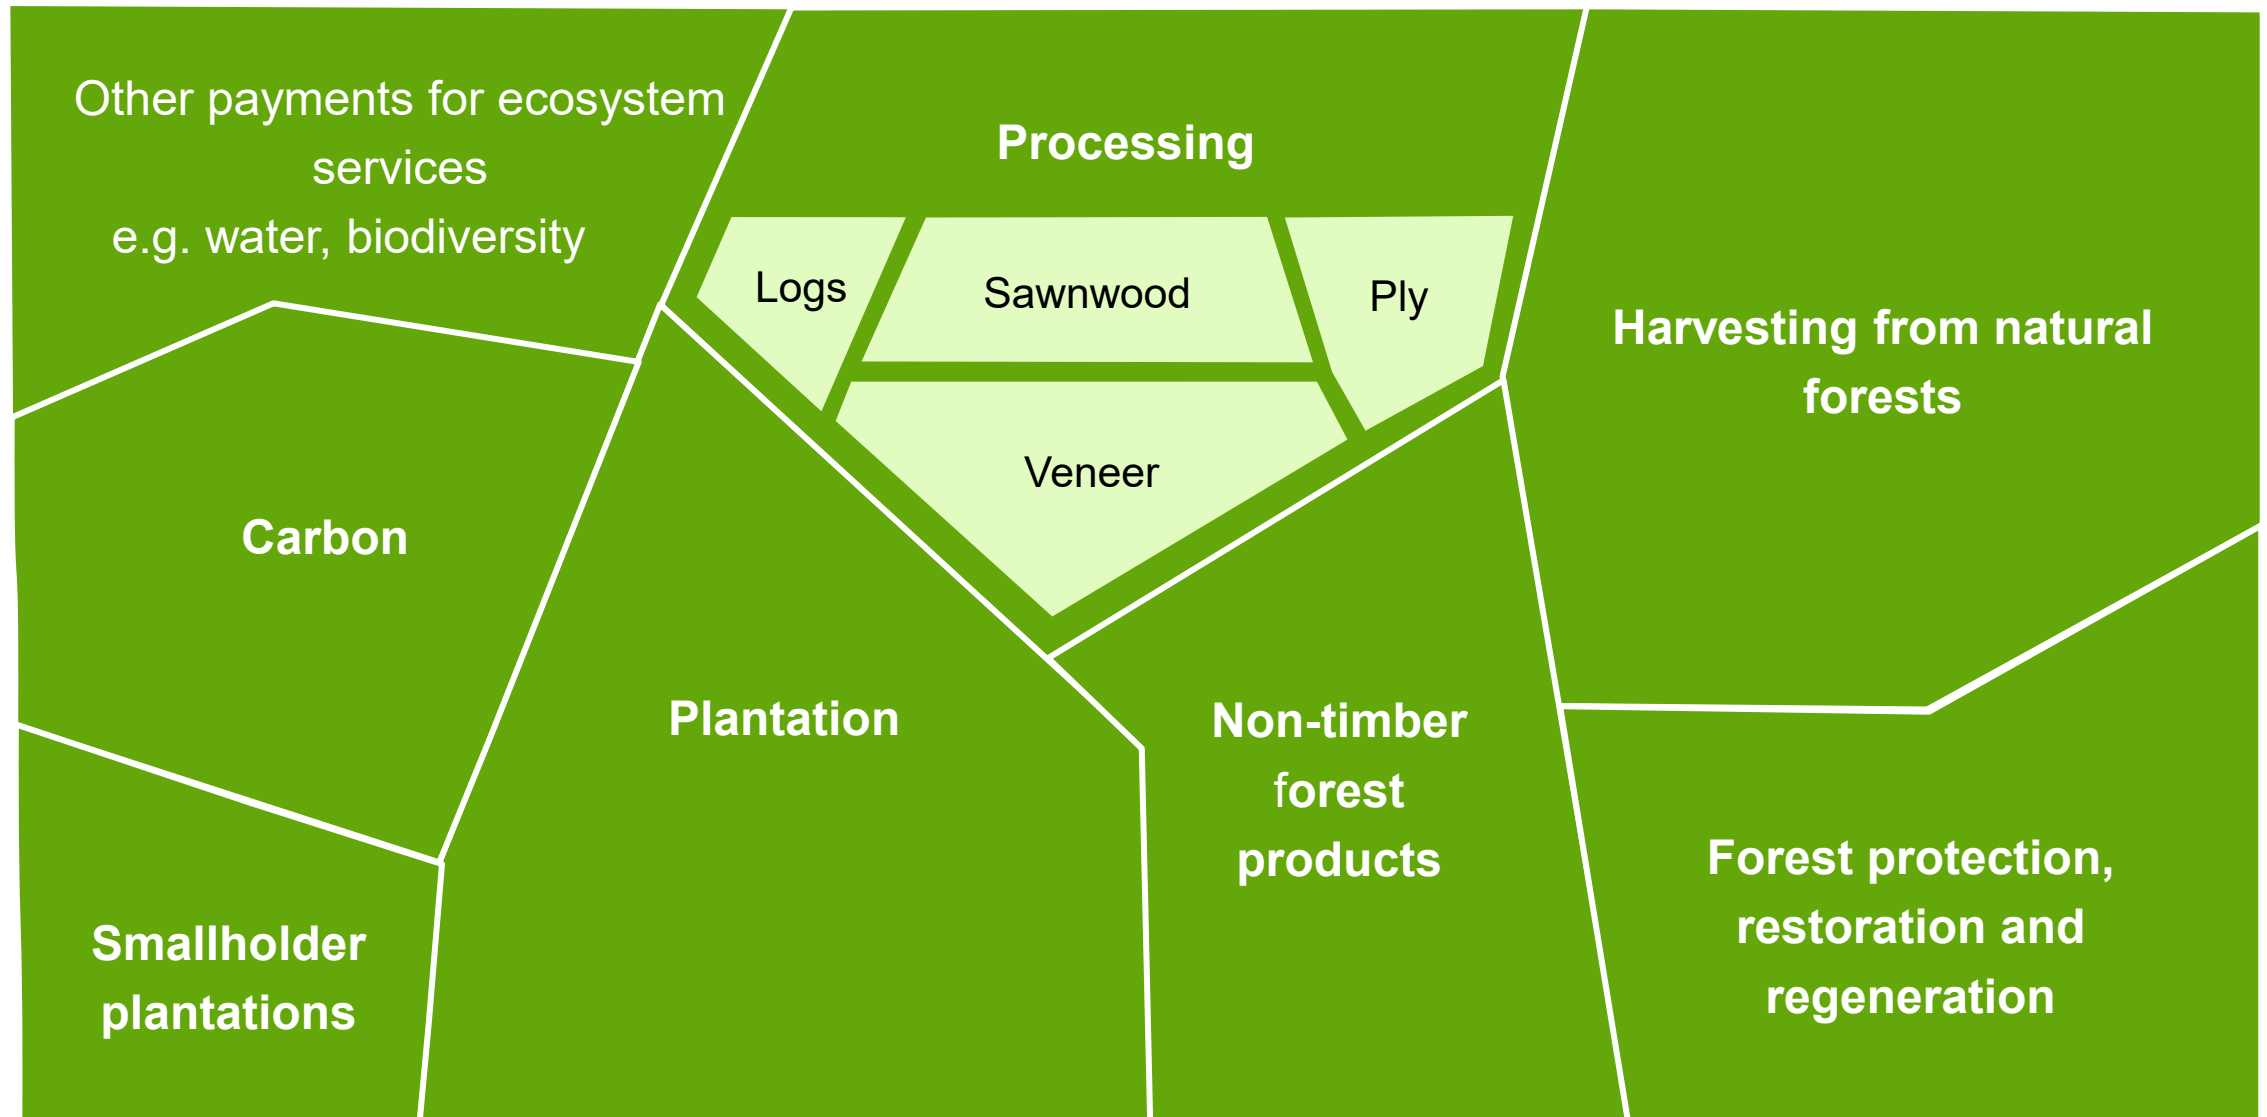 Other payments for ecosystem
services
e.g. water, biodiversity
Processing
Logs
Sawnwood
Ply
Veneer
Harvesting from natural
forests
Carbon
Plantation
Non-timber
forest
products
Forest protection,
restoration and
regeneration
Smallholder
plantations